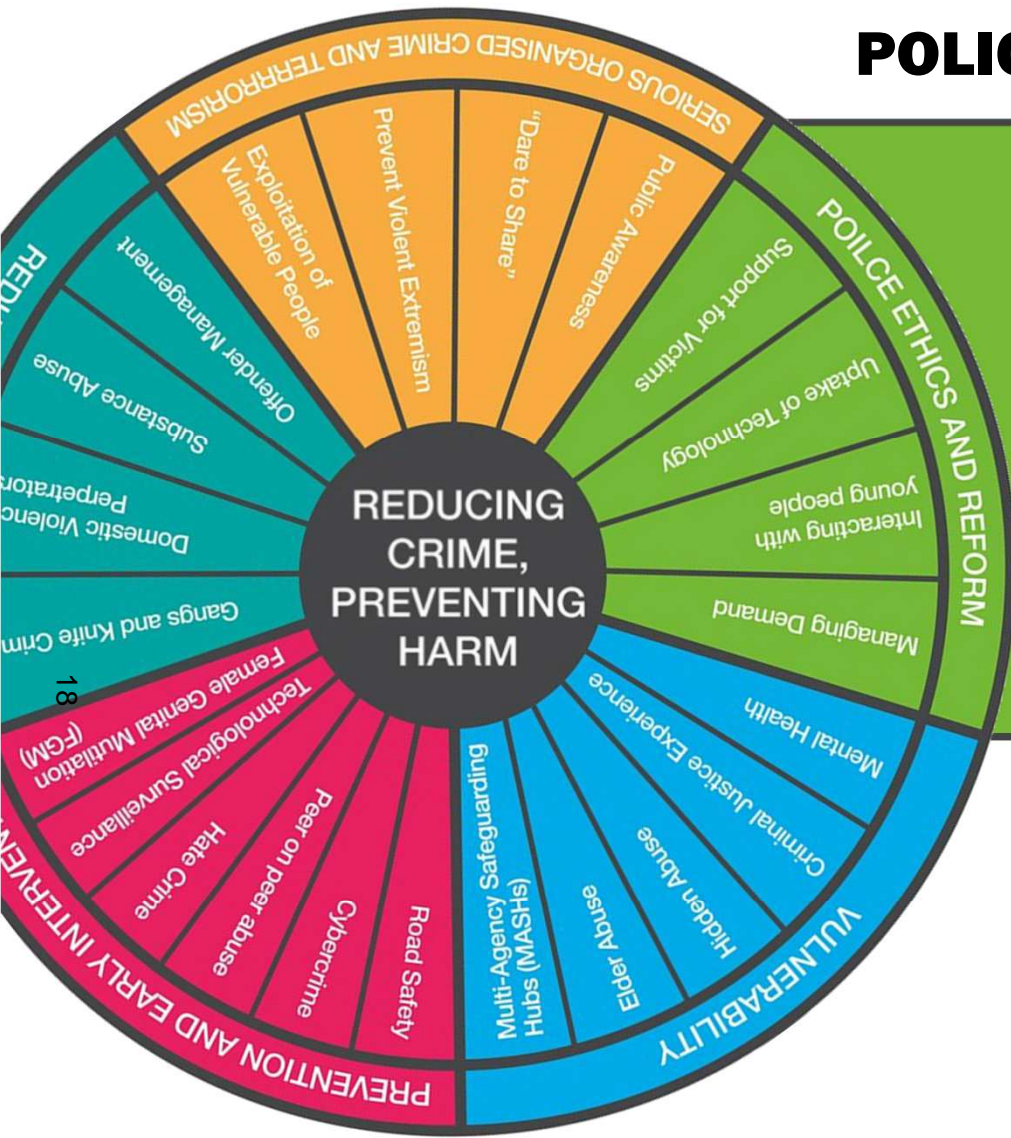 POLIC
SERIOUS ORGANISED CRIME AND TERRRORISM
Exploitation of
Vulnerable People
Prevent Violent Extremism
"Dare to Share"
Public Awareness
POILCE ETHICS AND REFORM
Support for Victims
Uptake of Technology
Interacting with
young people
Managing Demand
VULNERABILITY
Mental Health
Criminal Justice Experience
Hidden Abuse
Elder Abuse
Multi-Agency Safeguarding
Hubs (MASHs)
PREVENTION AND EARLY INTERVEN
Road Safety
Cybercrime
Peer on peer abuse
Hate Crime
Technological Surveillance
Female Genital Mutilation
(FGM)
REDU
Gangs and Knife Crim
Domestic Violenc
Perpetrators
Substance Abuse
Offender Management
REDUCING
CRIME,
PREVENTING
HARM
18